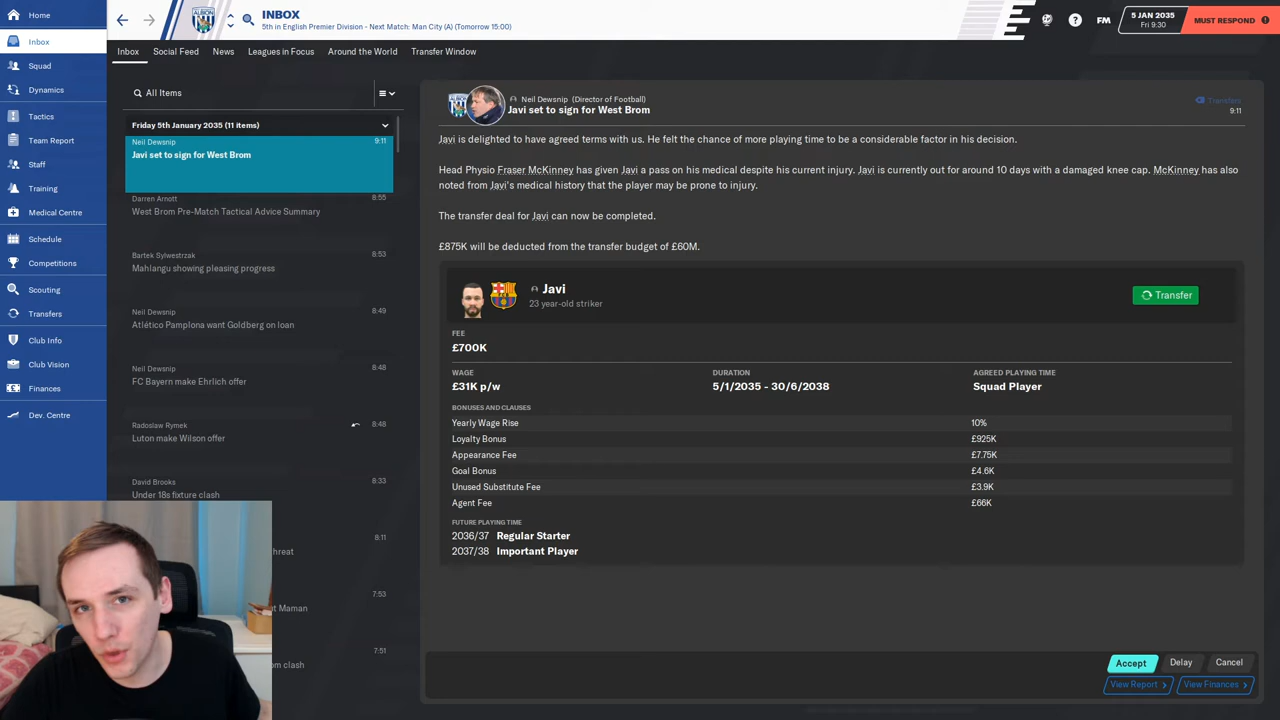 Home
Inbox
Squad
Dynamics
Tactics
Team Report
Staff
Training
Medical Centre
Schedule
Competitions
Scouting
Transfers
Club Info
Club Vision
Finances
Dev. Centre
ALBION
INBOX
5th in English Premier Division - Next Match: Man City (A) (Tomorrow 15:00)
?
FM
5 JAN 2035
Fri 9:30
MUST RESPOND
Inbox
Social Feed
News
Leagues in Focus
Around the World
Transfer Window
All Items
Friday 5th January 2035 (11 items)
Neil Dewsnip
9:11
Javi set to sign for West Brom
Darren Arnott
8:55
West Brom Pre-Match Tactical Advice Summary
Bartek Sylwestrzak
8:53
Mahlangu showing pleasing progress
Neil Dewsnip
8:49
Atlético Pamplona want Goldberg on loan
Neil Dewsnip
8:48
FC Bayern make Ehrlich offer
Radoslaw Rymek
8:48
Luton make Wilson offer
David Brooks
8:33
Under 18s fixture clash
8:11
7:53
7:51
Neil Dewsnip (Director of Football)
Javi set to sign for West Brom
Transfers
9:11
Javi is delighted to have agreed terms with us. He felt the chance of more playing time to be a considerable factor in his decision.
Head Physio Fraser McKinney has given Javi a pass on his medical despite his current injury. Javi is currently out for around 10 days with a damaged knee cap. McKinney has also
noted from Javi's medical history that the player may be prone to injury.
The transfer deal for Javi can now be completed.
£875K will be deducted from the transfer budget of £60M.
Javi
23 year-old striker
Transfer
FEE
£700K
WAGE
£31K p/w
DURATION
5/1/2035 - 30/6/2038
AGREED PLAYING TIME
Squad Player
BONUSES AND CLAUSES
Yearly Wage Rise
10%
Loyalty Bonus
£925K
Appearance Fee
£7.75K
Goal Bonus
£4.6K
Unused Substitute Fee
£3.9K
Agent Fee
£66K
FUTURE PLAYING TIME
2036/37 Regular Starter
2037/38 Important Player
Accept
Delay
Cancel
View Report
View Finances